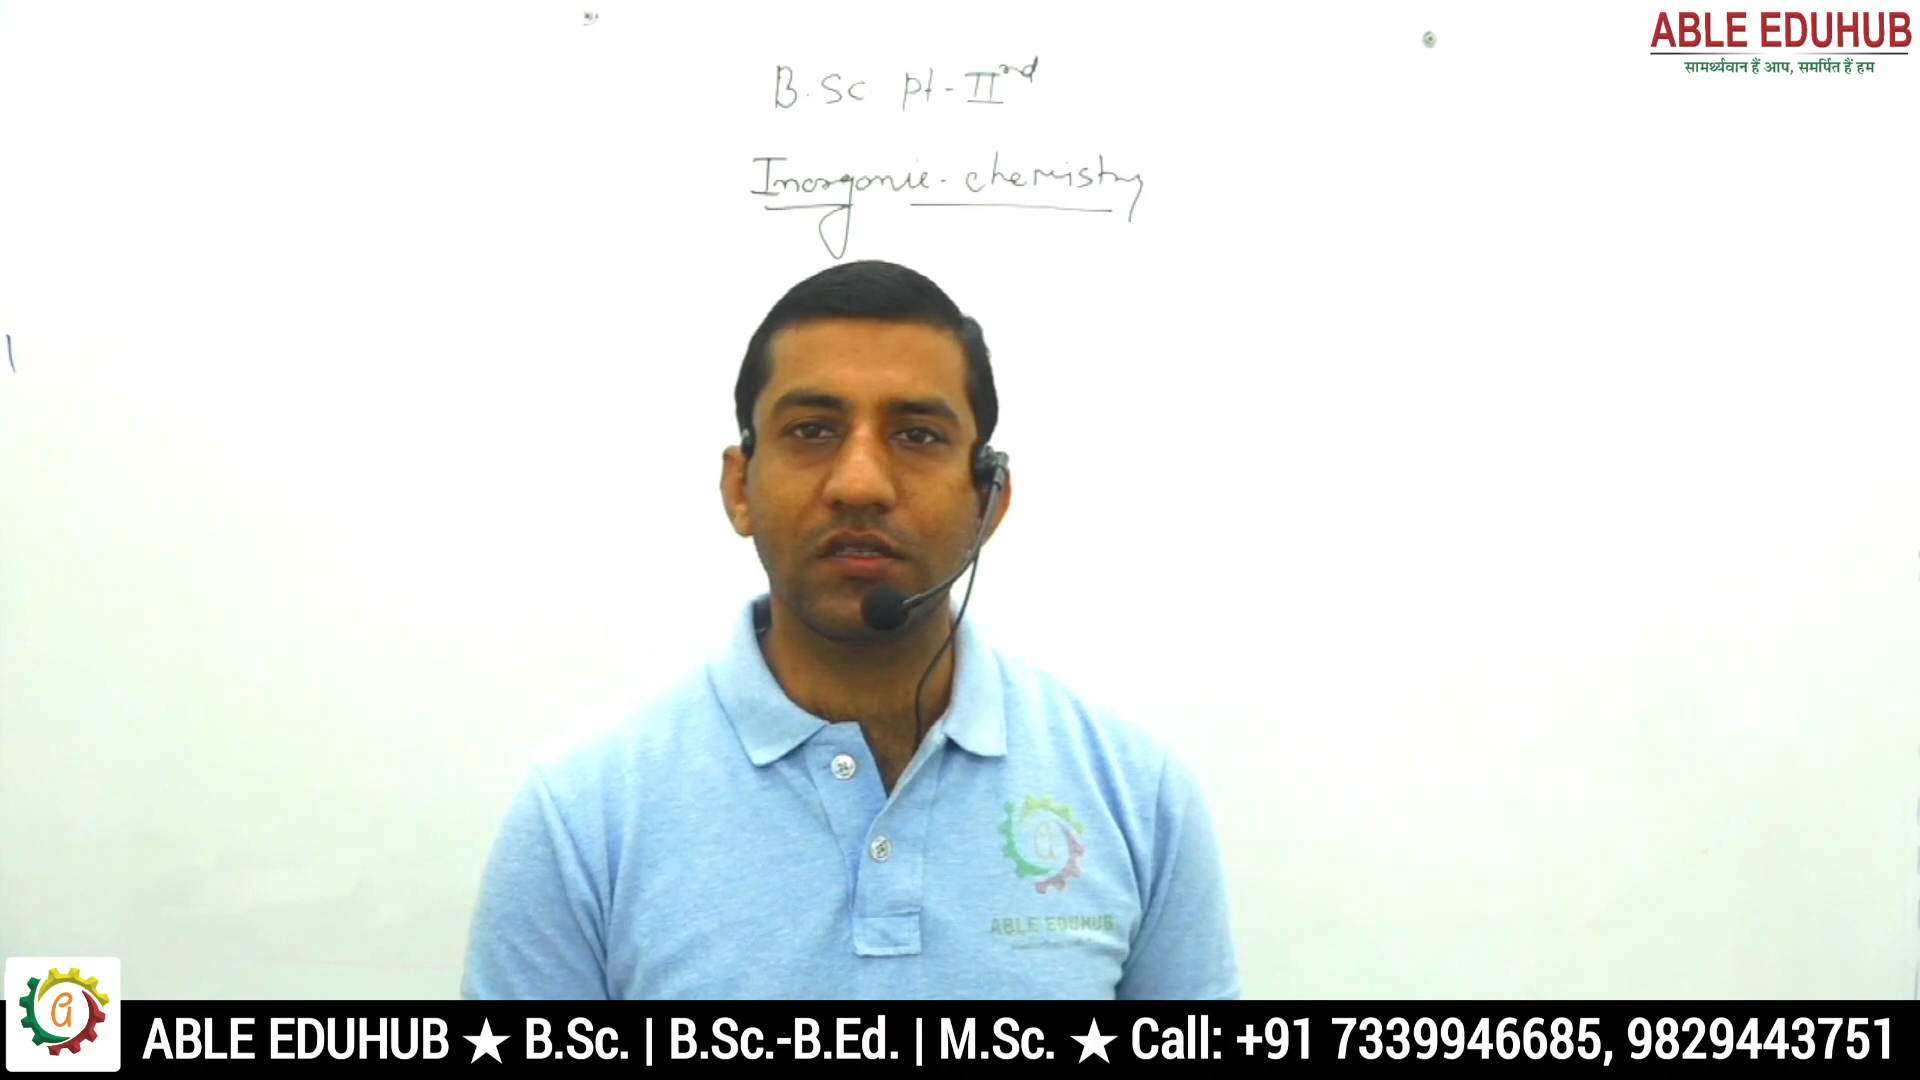 ABLE EDUHUB
सामर्थ्यवान हैं आप, समर्पित हैं हम
B.Sc. pt-IInd
Inorganic-chemistry
ABLE EDUHUB
ABLE EDUHUB ★ B.Sc. | B.Sc.-B.Ed. | M.Sc. ★ Call: +91 7339946685, 9829443751